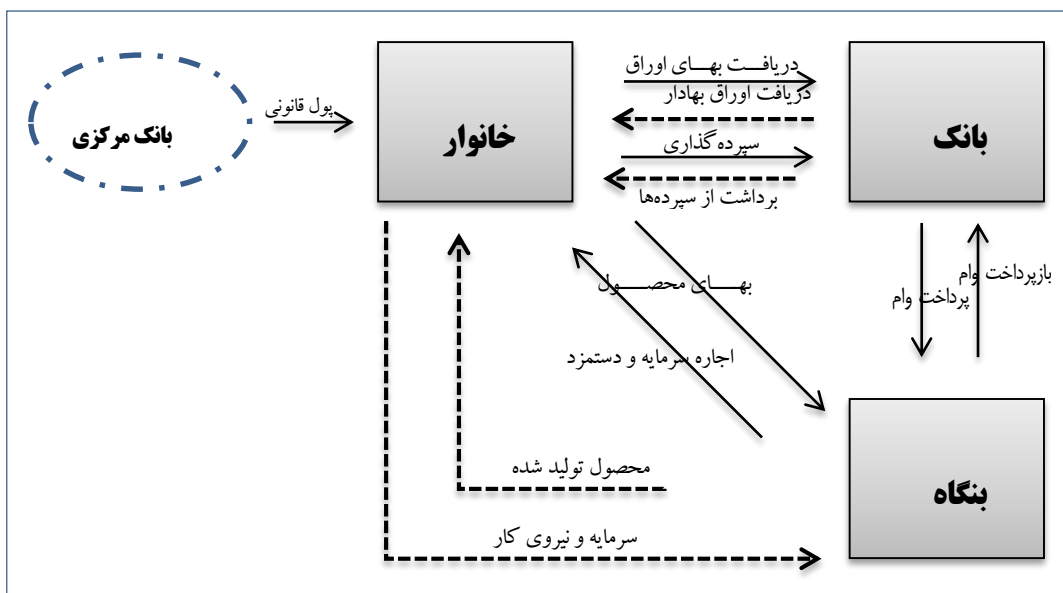 بانک مرکزی
پول قانونی
خانوار
دریافت بهای اوراق
دریافت اوراق بهادار
سپرده‌گذاری
برداشت از سپرده‌ها
بانک
بهای محصول
اجاره سرمایه و دستمزد
پرداخت وام
بازپرداخت وام
محصول تولید شده
سرمایه و نیروی کار
بنگاه